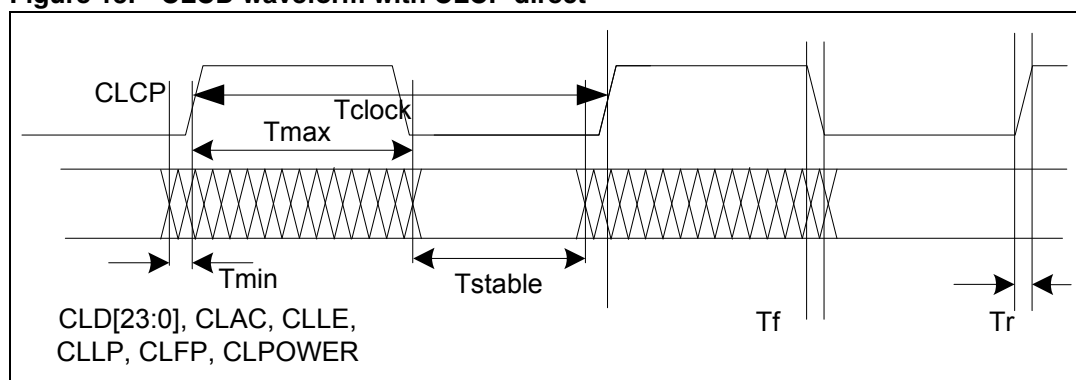 Figure CLCD waveform with CLCP direct
CLCP
Tclock
Tmax
Tmin
Tstable
Tf
Tr
CLD[23:0], CLAC, CLLE,
CLLP, CLFP, CLPOWER